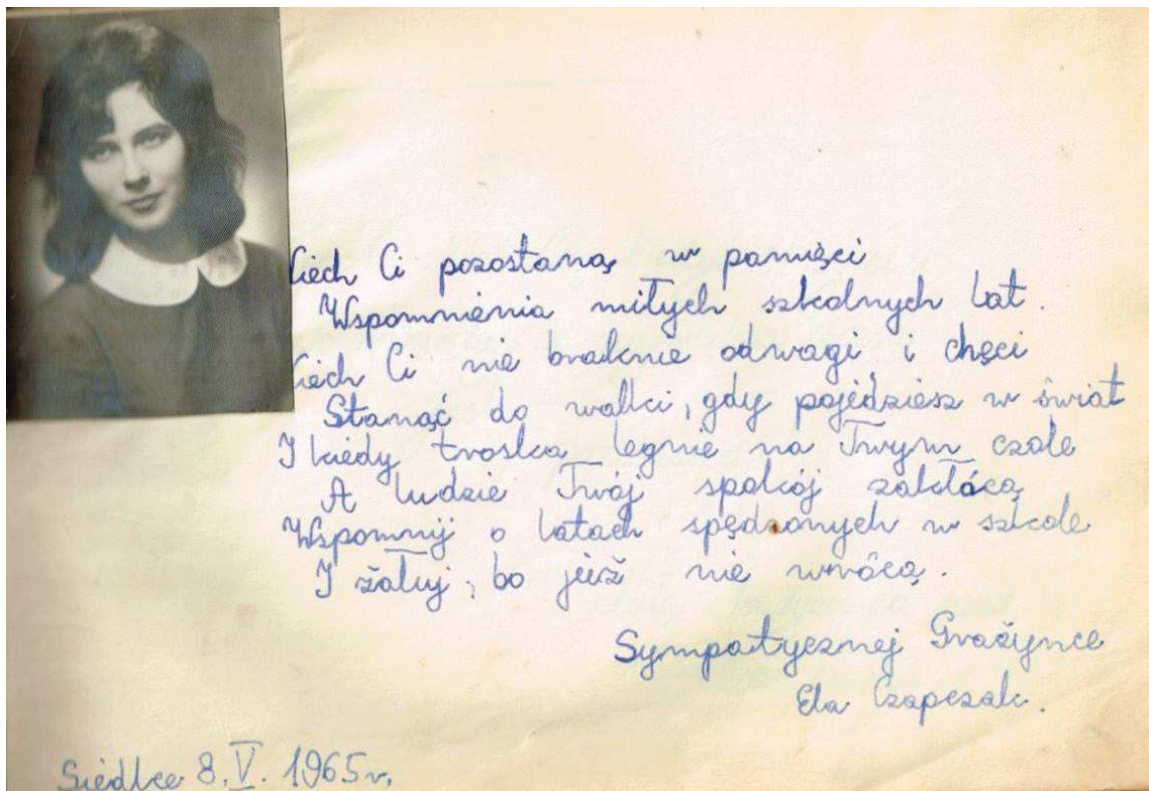 Niech Ci pozostaną w pamięci
Wspomnienia miłych szkolnych lat.
Niech Ci nie braknie odwagi i chęci
Stanąć do walki, gdy pojedziesz w świat
I kiedy troska legnie na Twym czole
A ludzie Twój spokój zakłócą
Wspomnij o latach spędzonych w szkole
I żałuj, bo już nie wrócą.
Sympatycznej Grażynce
Ela Czapczak.
Siedlce 8.V. 1965r.